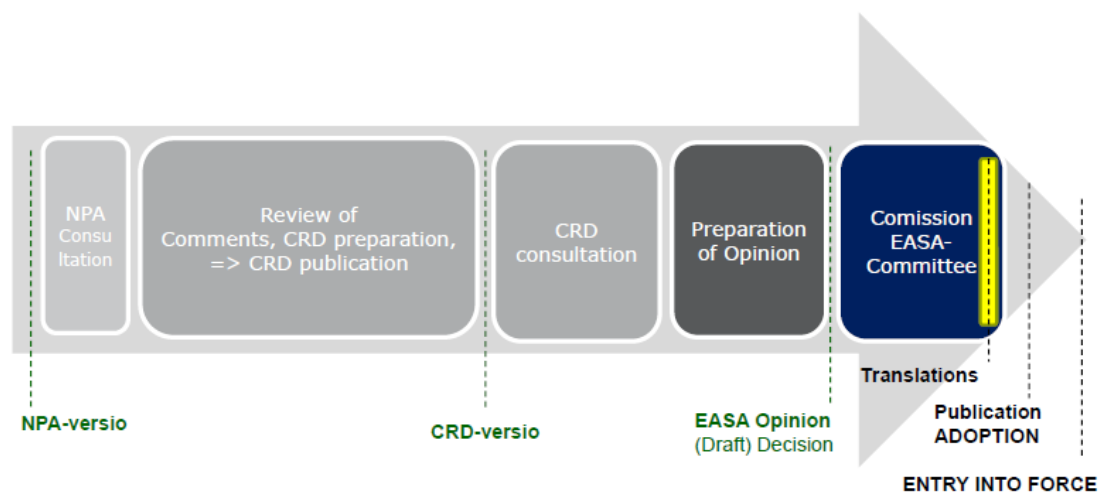 NPA
Consu
ltation
Review of
Comments, CRD preparation,
=> CRD publication
CRD
consultation
Preparation
of Opinion
Comission
EASA-
Committee
Translations
NPA-versio
CRD-versio
EASA Opinion
(Draft) Decision
Publication
ADOPTION
ENTRY INTO FORCE